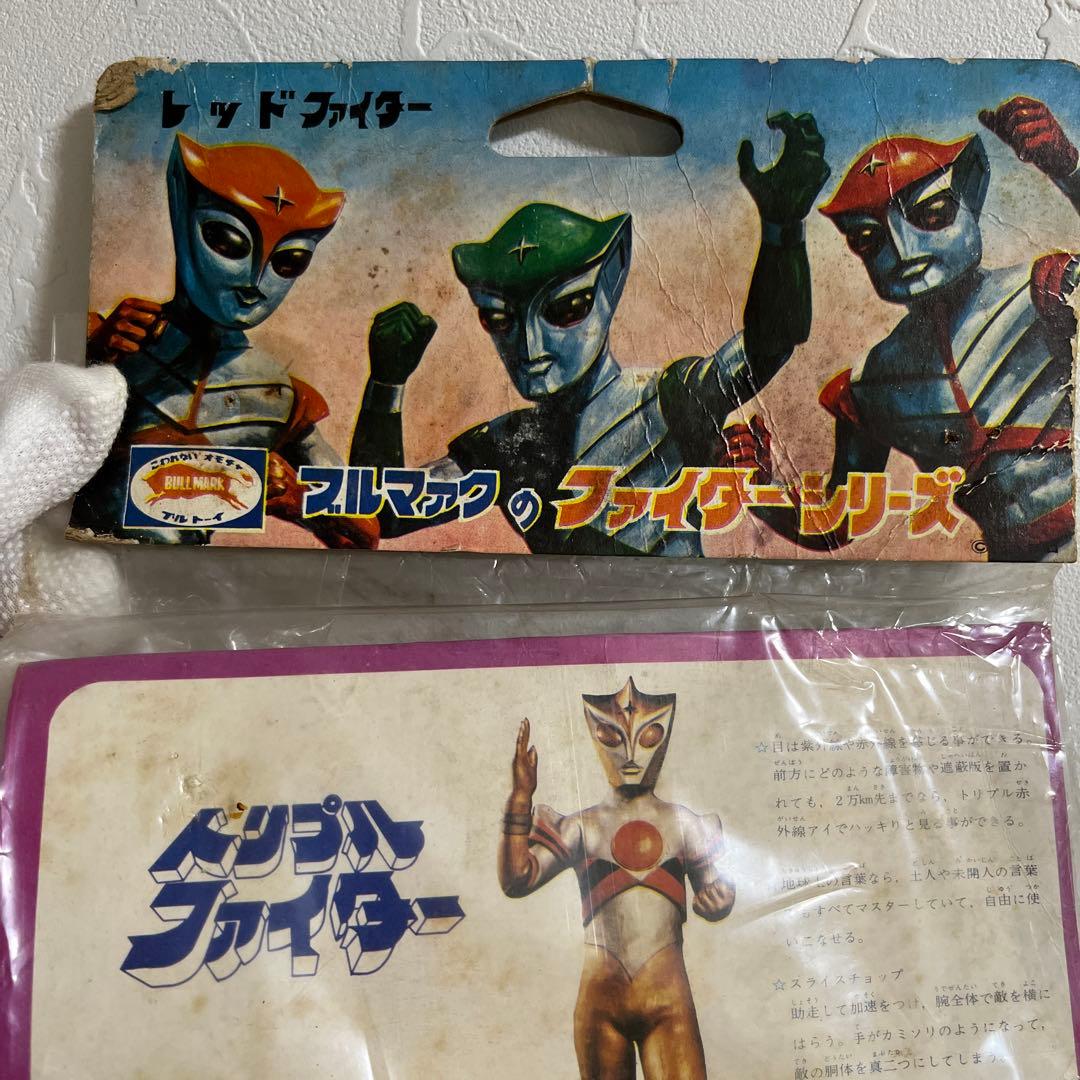 レッドファイター
こわれないオモチャ
BULLMARK
ブルトーイ
ブルマァクのファイターシリーズ
©
トリプル
ファイター
☆目は紫外線や赤外線を感じる事ができる。
前方にどのような障害物や遮蔽版を置か
れても，2万km先までなら，トリプル赤
外線アイでハッキリと見る事ができる。
地球上の言葉なら，土人や未開人の言葉
でもすべてマスターしていて，自由に使
いこなせる。
☆スライスチョップ
助走して加速をつけ，腕全体で敵を横に
はらう。手がカミソリのようになって，
敵の胴体を真二つにしてしまう。